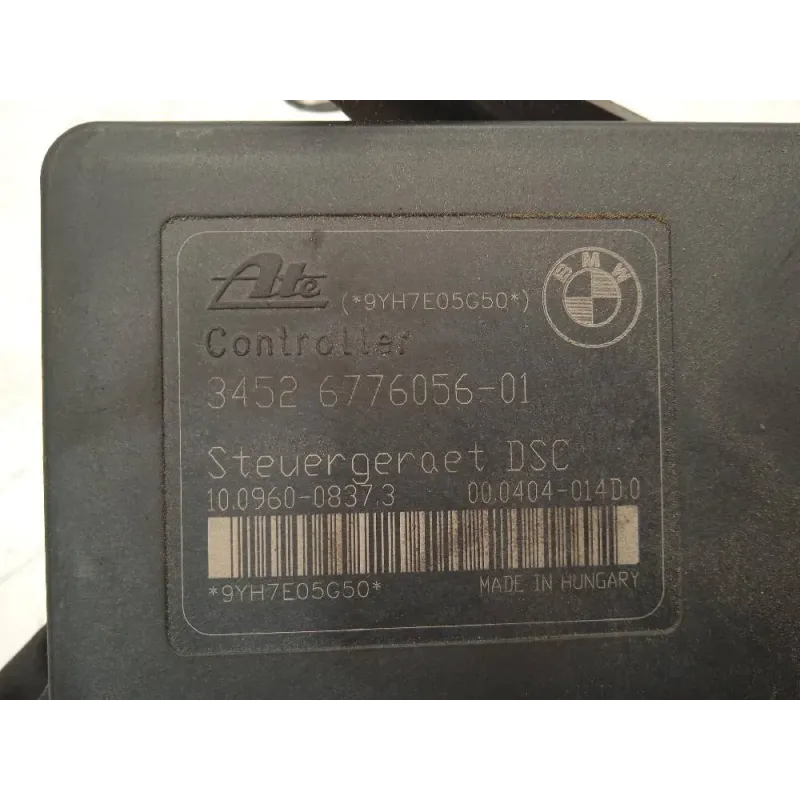 Ate (*9YH7E05G50*)
BMW
Controller
3452 6776056-01
Steuergeraet DSC
10.0960-0837.3 00.0404-014D.0
*9YH7E05G50*
MADE IN HUNGARY